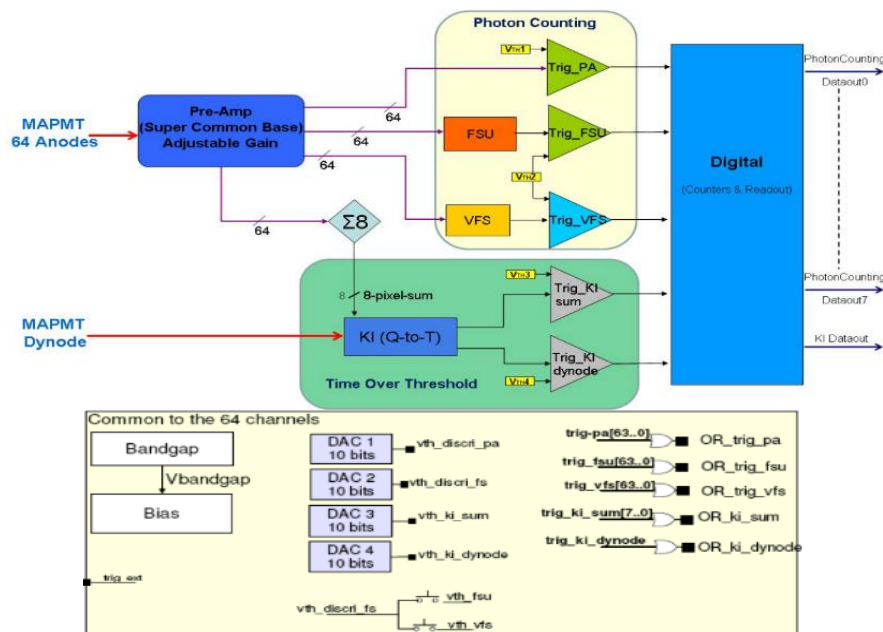 Photon Counting
VTH1
Trig_PA
PhotonCounting
Dataout0
MAPMT
64 Anodes
Pre-Amp
(Super Common Base)
Adjustable Gain
64
64
64
FSU
Trig_FSU
VTH2
Digital
(Counters & Readout)
64
Σ8
VFS
Trig_VFS
8
8-pixel-sum
VTH3
Trig_KI
sum
PhotonCounting
Dataout7
MAPMT
Dynode
KI (Q-to-T)
KI Dataout
Trig_KI
dynode
Time Over Threshold
VTH4
Common to the 64 channels
Bandgap
Vbandgap
Bias
DAC 1
10 bits
vth_discri_pa
DAC 2
10 bits
vth_discri_fs
DAC 3
10 bits
vth_ki_sum
DAC 4
10 bits
vth_ki_dynode
trig-pa[63..0]
OR_trig_pa
trig_fsu[63..0]
OR_trig_fsu
trig_vfs[63..0]
OR_trig_vfs
trig_ki_sum[7..0]
OR_ki_sum
trig_ki_dynode
OR_ki_dynode
trig_ext
vth_discri_fs
vth_fsu
vth_vfs